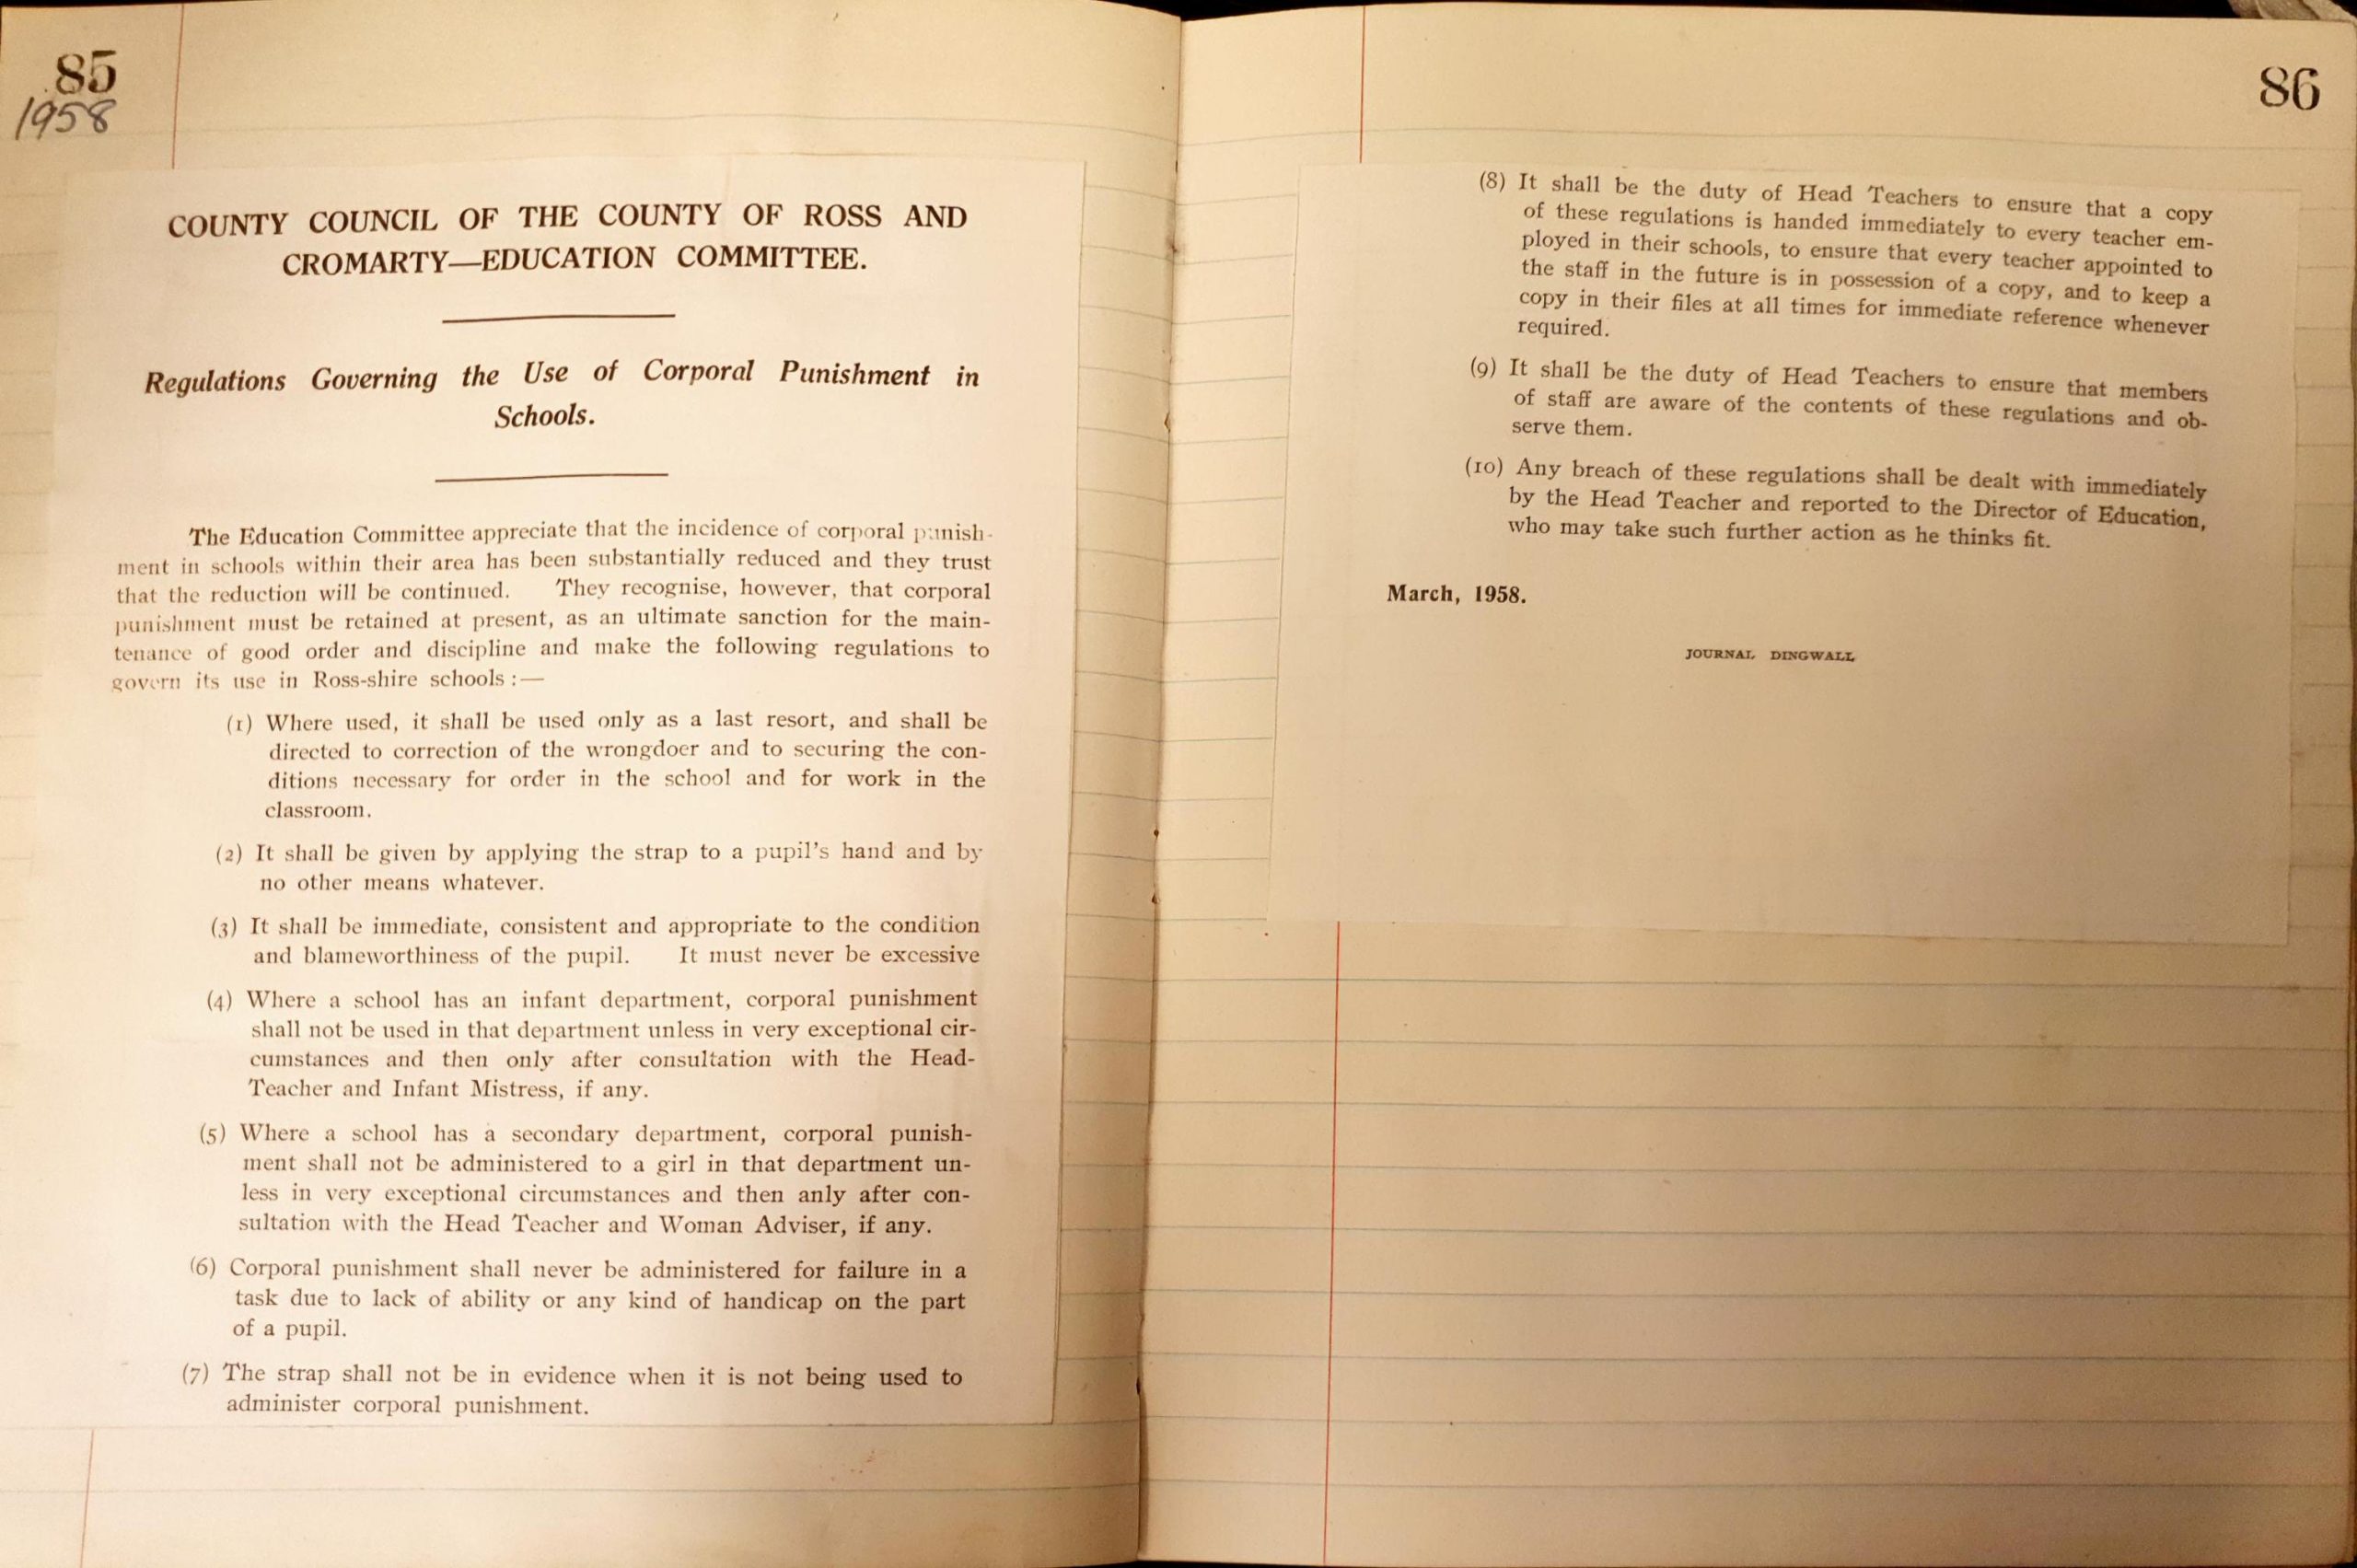 85
1958
COUNTY COUNCIL OF THE COUNTY OF ROSS AND
CROMARTY—EDUCATION COMMITTEE.
Regulations Governing the Use of Corporal Punishment in
Schools.
The Education Committee appreciate that the incidence of corporal punish-
ment in schools within their area has been substantially reduced and they trust
that the reduction will be continued. They recognise, however, that corporal
punishment must be retained at present, as an ultimate sanction for the main-
tenance of good order and discipline and make the following regulations to
govern its use in Ross-shire schools :—
(1) Where used, it shall be used only as a last resort, and shall be
directed to correction of the wrongdoer and to securing the con-
ditions necessary for order in the school and for work in the
classroom.
(2) It shall be given by applying the strap to a pupil's hand and by
no other means whatever.
(3) It shall be immediate, consistent and appropriate to the condition
and blameworthiness of the pupil. It must never be excessive
(4) Where a school has an infant department, corporal punishment
shall not be used in that department unless in very exceptional cir-
cumstances and then only after consultation with the Head-
Teacher and Infant Mistress, if any.
(5) Where a school has a secondary department, corporal punish-
ment shall not be administered to a girl in that department un-
less in very exceptional circumstances and then anly after con-
sultation with the Head Teacher and Woman Adviser, if any.
(6) Corporal punishment shall never be administered for failure in a
task due to lack of ability or any kind of handicap on the part
of a pupil.
(7) The strap shall not be in evidence when it is not being used to
administer corporal punishment.
86
(8) It shall be the duty of Head Teachers to ensure that a copy
of these regulations is handed immediately to every teacher em-
ployed in their schools, to ensure that every teacher appointed to
the staff in the future is in possession of a copy, and to keep a
copy in their files at all times for immediate reference whenever
required.
(9) It shall be the duty of Head Teachers to ensure that members
of staff are aware of the contents of these regulations and ob-
serve them.
(10) Any breach of these regulations shall be dealt with immediately
by the Head Teacher and reported to the Director of Education,
who may take such further action as he thinks fit.
March, 1958.
JOURNAL DINGWALL